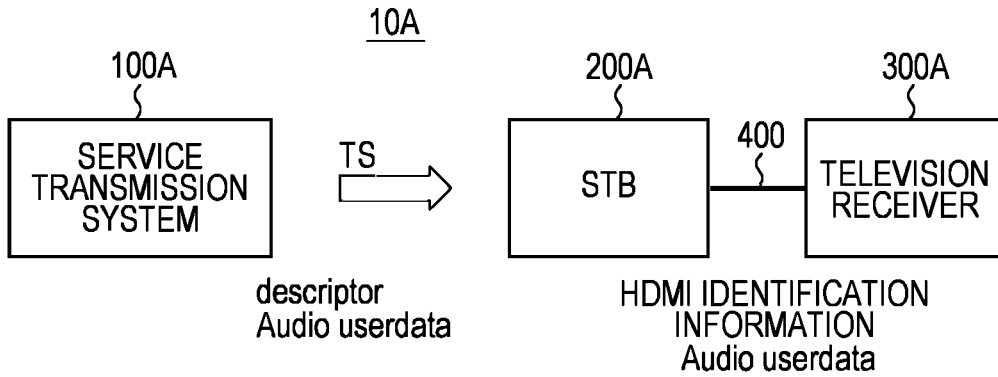 10A
100A
200A
300A
SERVICE
TRANSMISSION
SYSTEM
TS
STB
400
TELEVISION
RECEIVER
descriptor
Audio userdata
HDMI IDENTIFICATION
INFORMATION
Audio userdata